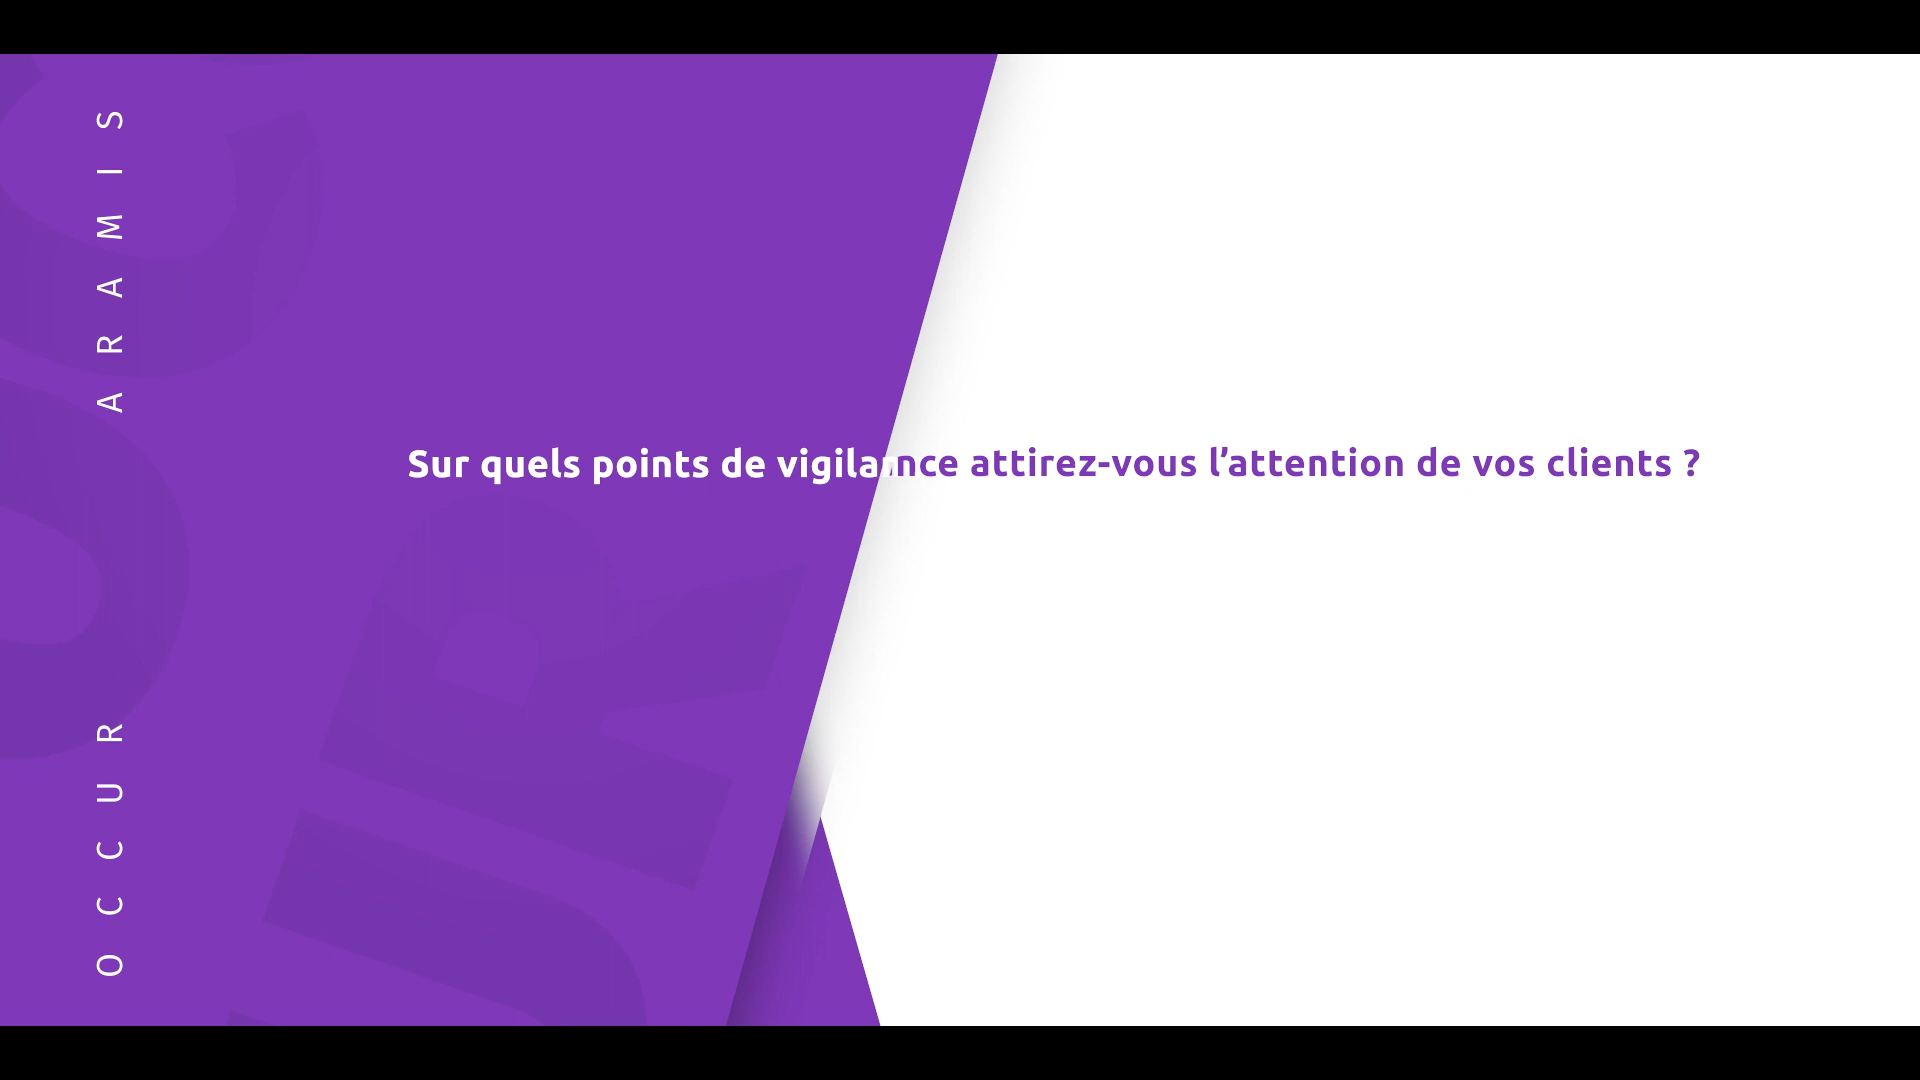 Sur quels points de vigilance attirez-vous l’attention de vos clients ?
OCCUR
ARAMIS